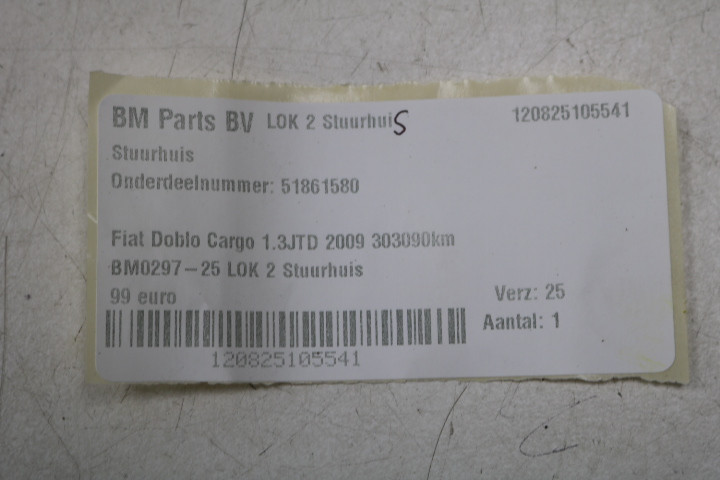 BM Parts BV LOK 2 Stuurhuis 120825105541
Stuurhuis
Onderdeelnummer: 51861580
Fiat Doblo Cargo 1.3JTD 2009 303090km
BM0297-25 LOK 2 Stuurhuis
99 euro Verz: 25
Aantal: 1
120825105541